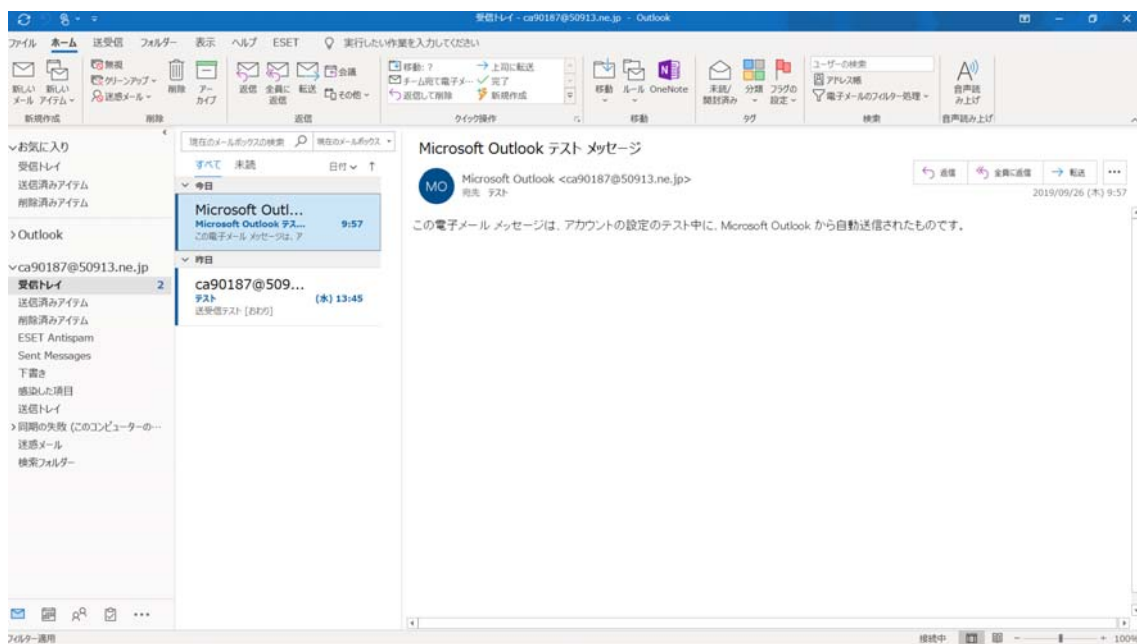 受信トレイ - ca90187@50913.ne.jp - Outlook
ファイル ホーム 送受信 フォルダー 表示 ヘルプ ESET 実行したい作業を入力してください
新しいメール
新しいアイテム
無視
クリーンアップ
迷惑メール
削除
アーカイブ
返信
全員に返信
転送
会議
その他
移動: ?
チーム宛て電子メー…
返信して削除
上司に転送
完了
新規作成
移動
ルール
OneNote
未読/開封済み
分類
フラグの設定
ユーザーの検索
アドレス帳
電子メールのフィルター処理
音声読み上げ
新規作成 削除 返信 クイック操作 移動 タグ 検索 音声読み上げ
お気に入り
受信トレイ
送信済みアイテム
削除済みアイテム
Outlook
ca90187@50913.ne.jp
受信トレイ 2
送信済みアイテム
削除済みアイテム
ESET Antispam
Sent Messages
下書き
感染した項目
送信トレイ
同期の失敗 (このコンピューターの…
迷惑メール
検索フォルダー
現在のメールボックスの検索 現在のメールボックス
すべて 未読 日付 ↑
今日
Microsoft Outl...
Microsoft Outlook テス... 9:57
この電子メール メッセージは、ア
昨日
ca90187@509...
テスト (水) 13:45
送受信テスト [おわり]
Microsoft Outlook テスト メッセージ
MO
Microsoft Outlook <ca90187@50913.ne.jp>
宛先 テスト
返信 全員に返信 転送 ...
2019/09/26 (木) 9:57
この電子メール メッセージは、アカウントの設定のテスト中に、Microsoft Outlook から自動送信されたものです。
フィルター適用
接続中
100%